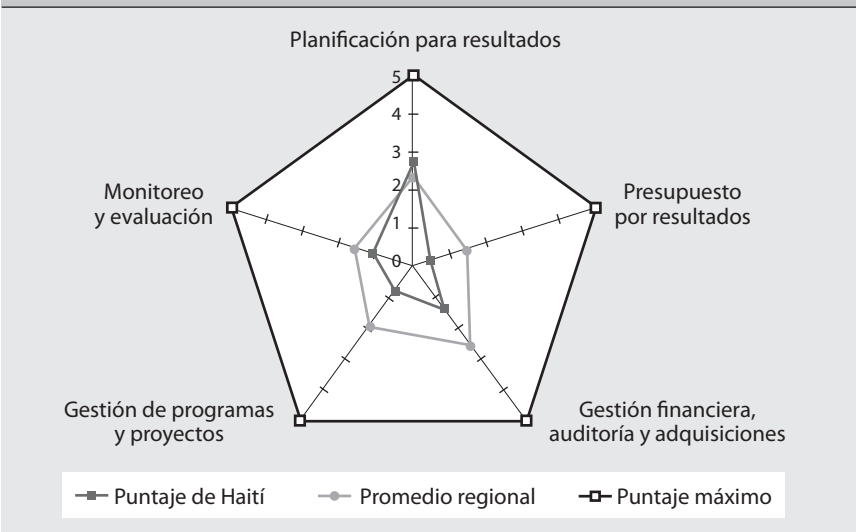 Planificación para resultados
5
4
3
2
1
0
Monitoreo
y evaluación
Presupuesto
por resultados
Gestión de programas
y proyectos
Gestión financiera,
auditoría y adquisiciones
Puntaje de Haití Promedio regional Puntaje máximo